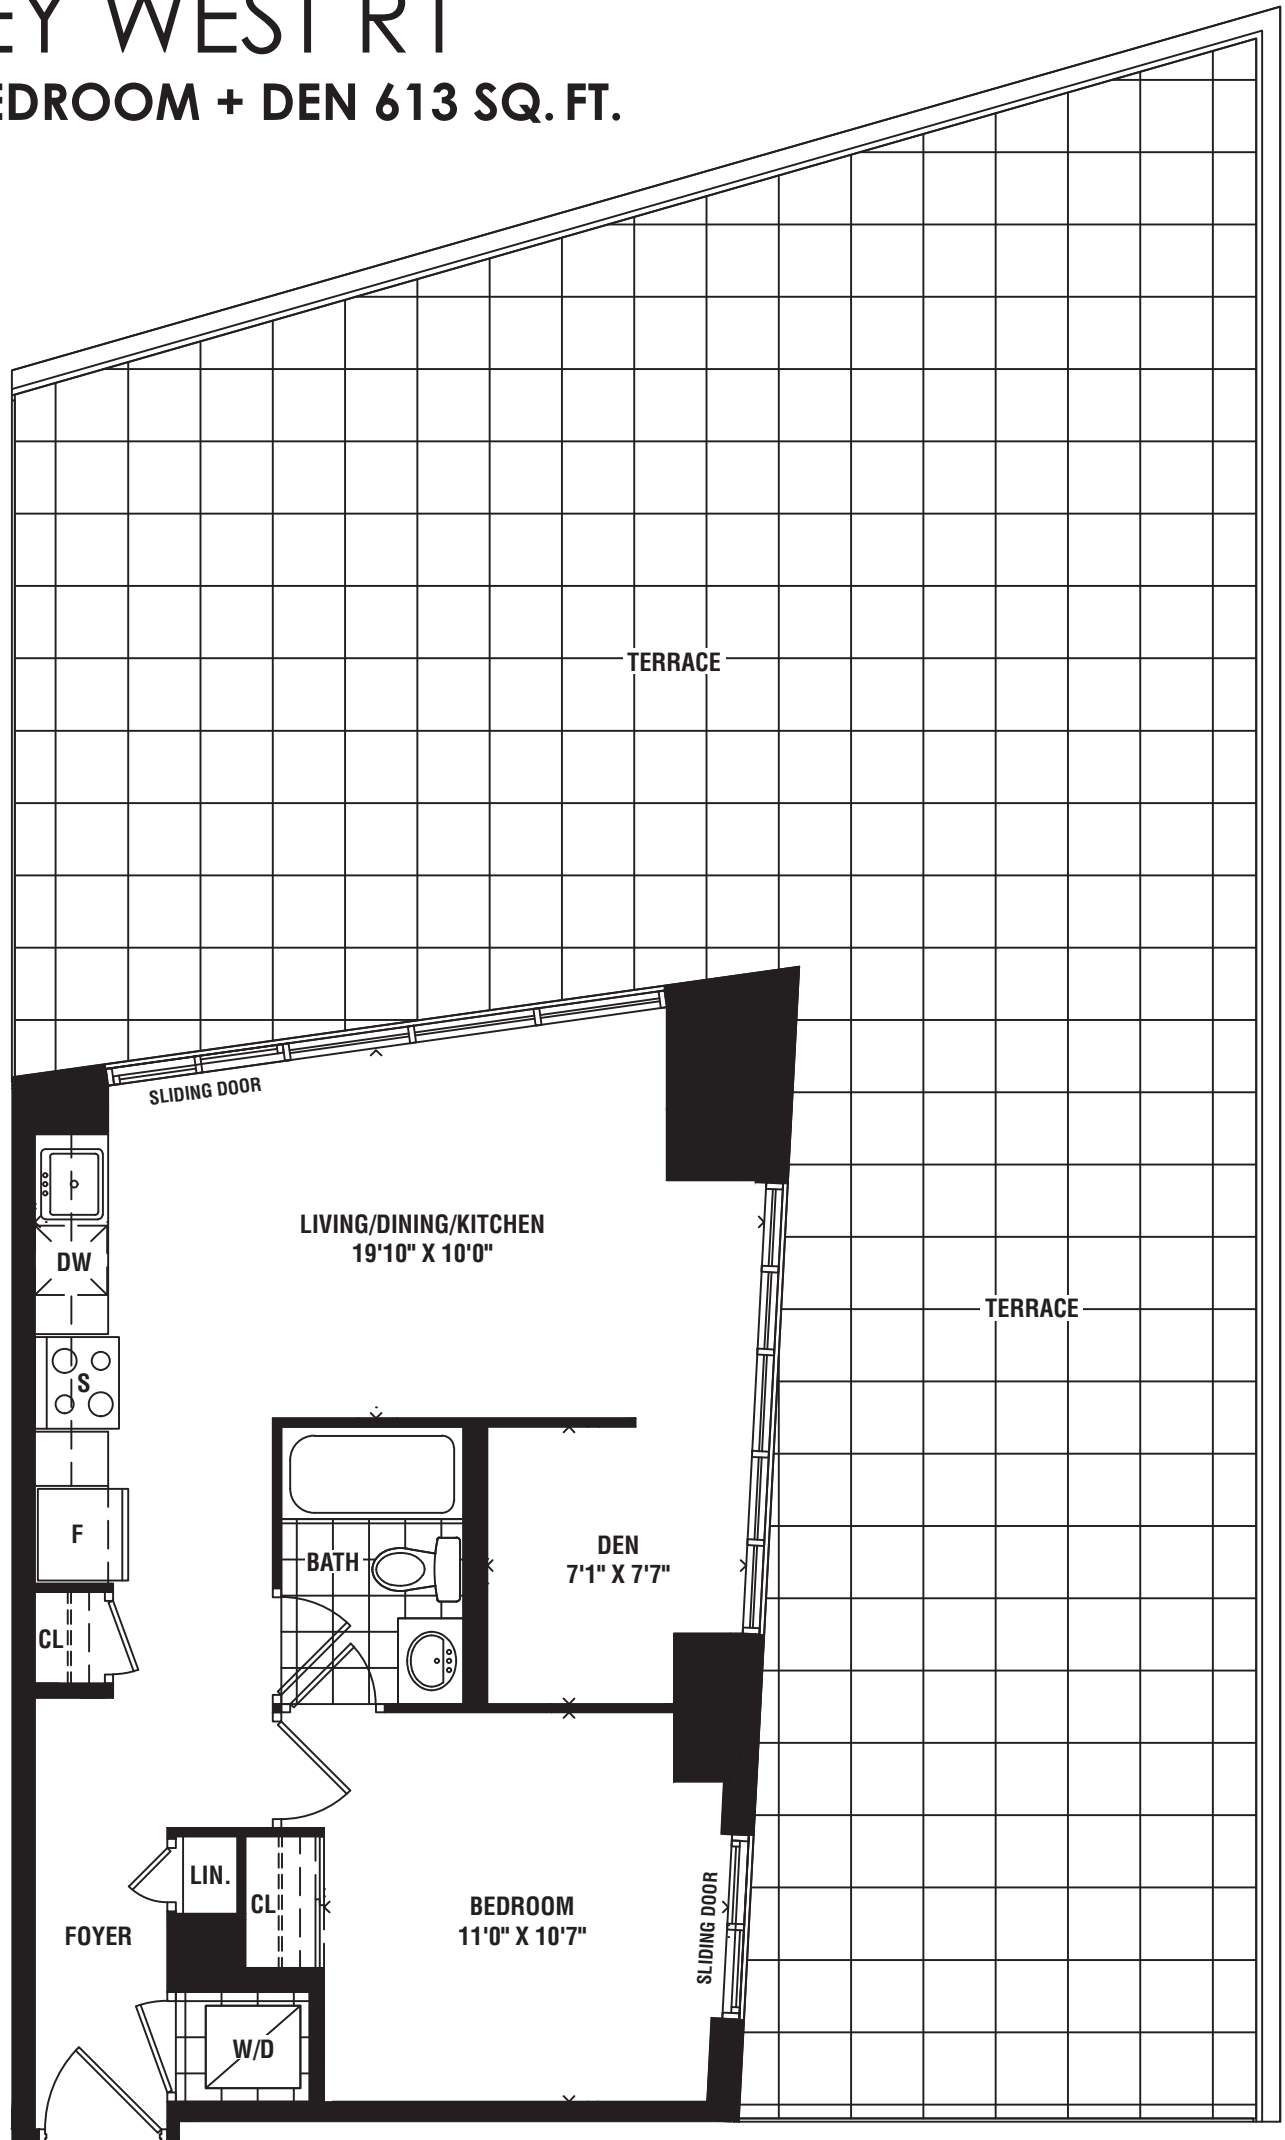 EY WEST R1
EDROOM + DEN 613 SQ. FT.
TERRACE
SLIDING DOOR
LIVING/DINING/KITCHEN
19'10" X 10'0"
DW
TERRACE
S
F
BATH
DEN
7'1" X 7'7"
CL
LIN.
CL
BEDROOM
11'0" X 10'7"
SLIDING DOOR
FOYER
W/D